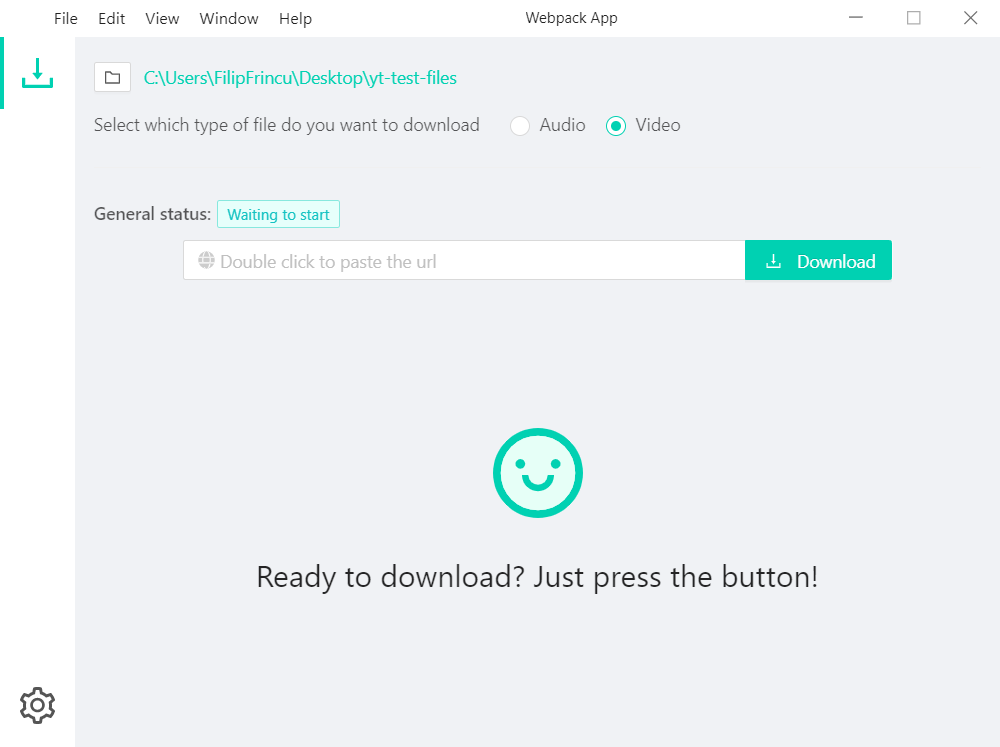 File Edit View Window Help Webpack App
C:\Users\FilipFrincu\Desktop\yt-test-files
Select which type of file do you want to download Audio Video
General status: Waiting to start
Double click to paste the url Download
Ready to download? Just press the button!